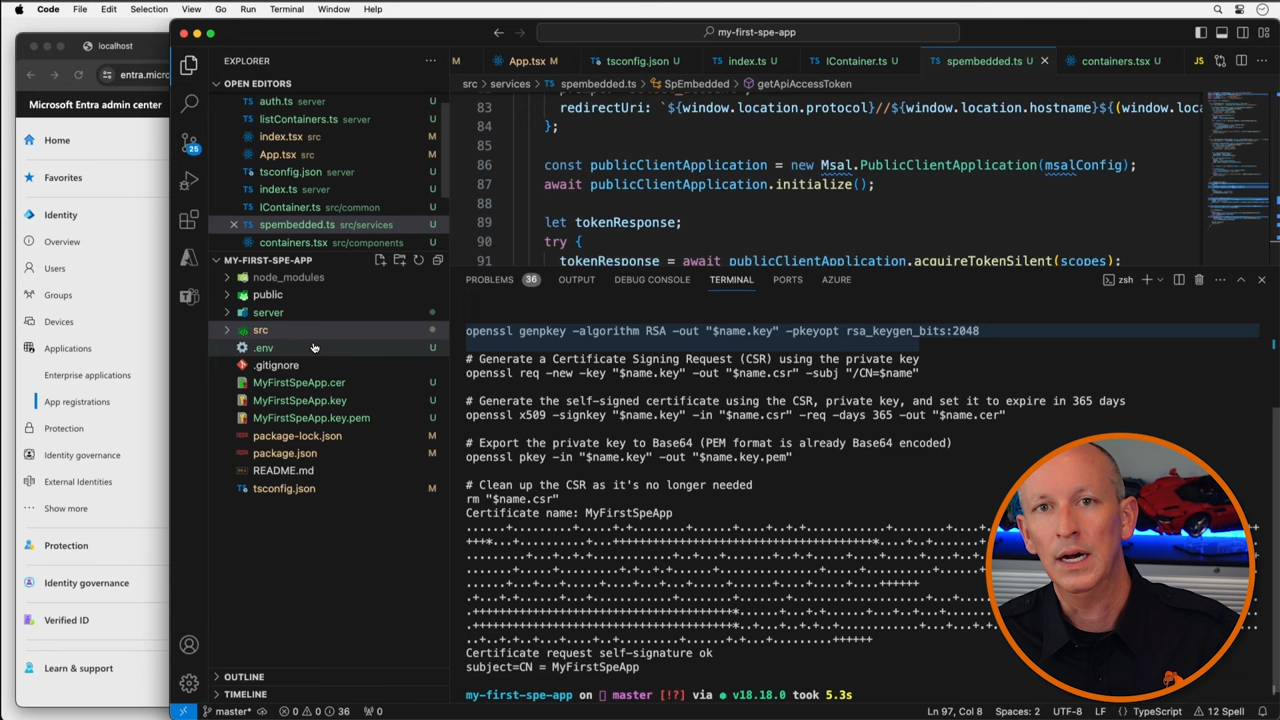 Code File Edit Selection View Go Run Terminal Window Help
localhost
entra.micro
Microsoft Entra admin center
Home
Favorites
Identity
Overview
Users
Groups
Devices
Applications
Enterprise applications
App registrations
Protection
Identity governance
External Identities
Show more
Protection
Identity governance
Verified ID
Learn & support
my-first-spe-app
EXPLORER
OPEN EDITORS
auth.ts server U
listContainers.ts server U
index.tsx src M
App.tsx src M
tsconfig.json M
index.ts server U
IContainer.ts src/common U
spembedded.ts src/services U
containers.tsx src/components U
MY-FIRST-SPE-APP
node_modules
public
server
src
.env U
.gitignore
MyFirstSpeApp.cer U
MyFirstSpeApp.key U
MyFirstSpeApp.key.pem U
package-lock.json M
package.json M
README.md
tsconfig.json M
OUTLINE
TIMELINE
M App.tsx M tsconfig.json M index.ts U IContainer.ts U spembedded.ts U containers.tsx U
src > services > spembedded.ts > SpEmbedded > getApiAccessToken
83 redirectUri: `${window.location.protocol}//${window.location.hostname}${(window.loca
84 };
85
86 const publicClientApplication = new Msal.PublicClientApplication(msalConfig);
87 await publicClientApplication.initialize();
88
89 let tokenResponse;
90 try {
91 tokenResponse = await publicClientApplication.acquireTokenSilent(scopes);
PROBLEMS 36 OUTPUT DEBUG CONSOLE TERMINAL PORTS AZURE
zsh
openssl genpkey -algorithm RSA -out "$name.key" -pkeyopt rsa_keygen_bits:2048
# Generate a Certificate Signing Request (CSR) using the private key
openssl req -new -key "$name.key" -out "$name.csr" -subj "/CN=$name"
# Generate the self-signed certificate using the CSR, private key, and set it to expire in 365 days
openssl x509 -signkey "$name.key" -in "$name.csr" -req -days 365 -out "$name.cer"
# Export the private key to Base64 (PEM format is already Base64 encoded)
openssl pkey -in "$name.key" -out "$name.key.pem"
# Clean up the CSR as it's no longer needed
rm "$name.csr"
Certificate name: MyFirstSpeApp
Certificate request self-signature ok
subject=CN = MyFirstSpeApp
my-first-spe-app on master [!?] via v18.18.0 took 5.3s
25
master* 0 0 36 0 Ln 97, Col 8 Spaces: 2 UTF-8 LF TypeScript 12 Spell